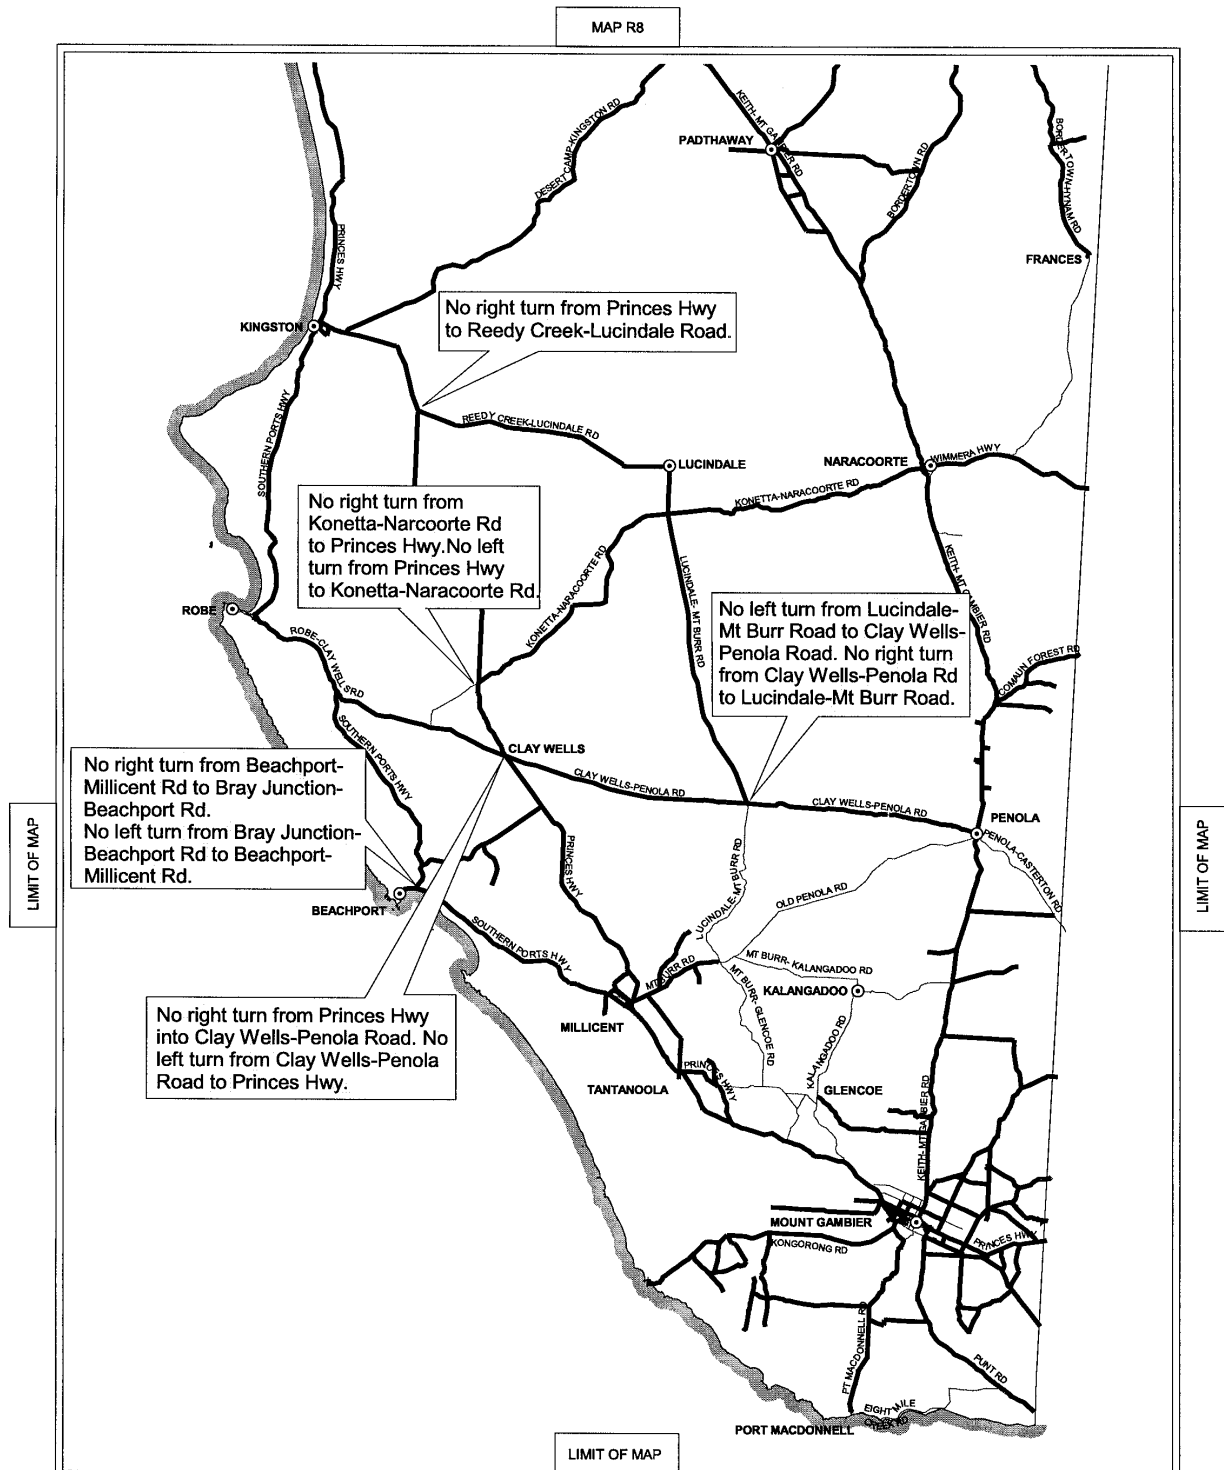 MAP R8
KEITH-MT GAMBIER RD
PADTHAWAY
DESERT CAMP-KINGSTON RD
BORDERTOWN RD
BORDERTOWN-HYNAM RD
PRINCES HWY
FRANCES
KINGSTON
No right turn from Princes Hwy
to Reedy Creek-Lucindale Road.
SOUTHERN PORTS HWY
REEDY CREEK-LUCINDALE RD
LUCINDALE
NARACOORTE
WIMMERA HWY
KONETTA-NARACOORTE RD
No right turn from
Konetta-Narcoorte Rd
to Princes Hwy.No left
turn from Princes Hwy
to Konetta-Naracoorte Rd.
KONETTA-NARACOORTE RD
LUCINDALE- MT BURR RD
KEITH- MT GAMBIER RD
ROBE
ROBE-CLAY WELLS RD
No left turn from Lucindale-
Mt Burr Road to Clay Wells-
Penola Road. No right turn
from Clay Wells-Penola Rd
to Lucindale-Mt Burr Road.
COMAUN FOREST RD
SOUTHERN PORTS HWY
CLAY WELLS
CLAY WELLS-PENOLA RD
CLAY WELLS-PENOLA RD
PENOLA
PENOLA-CASTERTON RD
No right turn from Beachport-
Millicent Rd to Bray Junction-
Beachport Rd.
No left turn from Bray Junction-
Beachport Rd to Beachport-
Millicent Rd.
LIMIT OF MAP
LIMIT OF MAP
PRINCES HWY
LUCINDALE-MT BURR RD
OLD PENOLA RD
BEACHPORT
SOUTHERN PORTS HWY
MT BURR RD
MT BURR- KALANGADOO RD
KALANGADOO
MT BURR- GLENCOE RD
KALANGADOO RD
No right turn from Princes Hwy
into Clay Wells-Penola Road. No
left turn from Clay Wells-Penola
Road to Princes Hwy.
MILLICENT
TANTANOOLA
PRINCES HWY
GLENCOE
KEITH- MT GAMBIER RD
MOUNT GAMBIER
KONGORONG RD
PRINCES HWY
PT MACDONNELL RD
PUNT RD
EIGHT MILE
CREEK RD
PORT MACDONNELL
LIMIT OF MAP